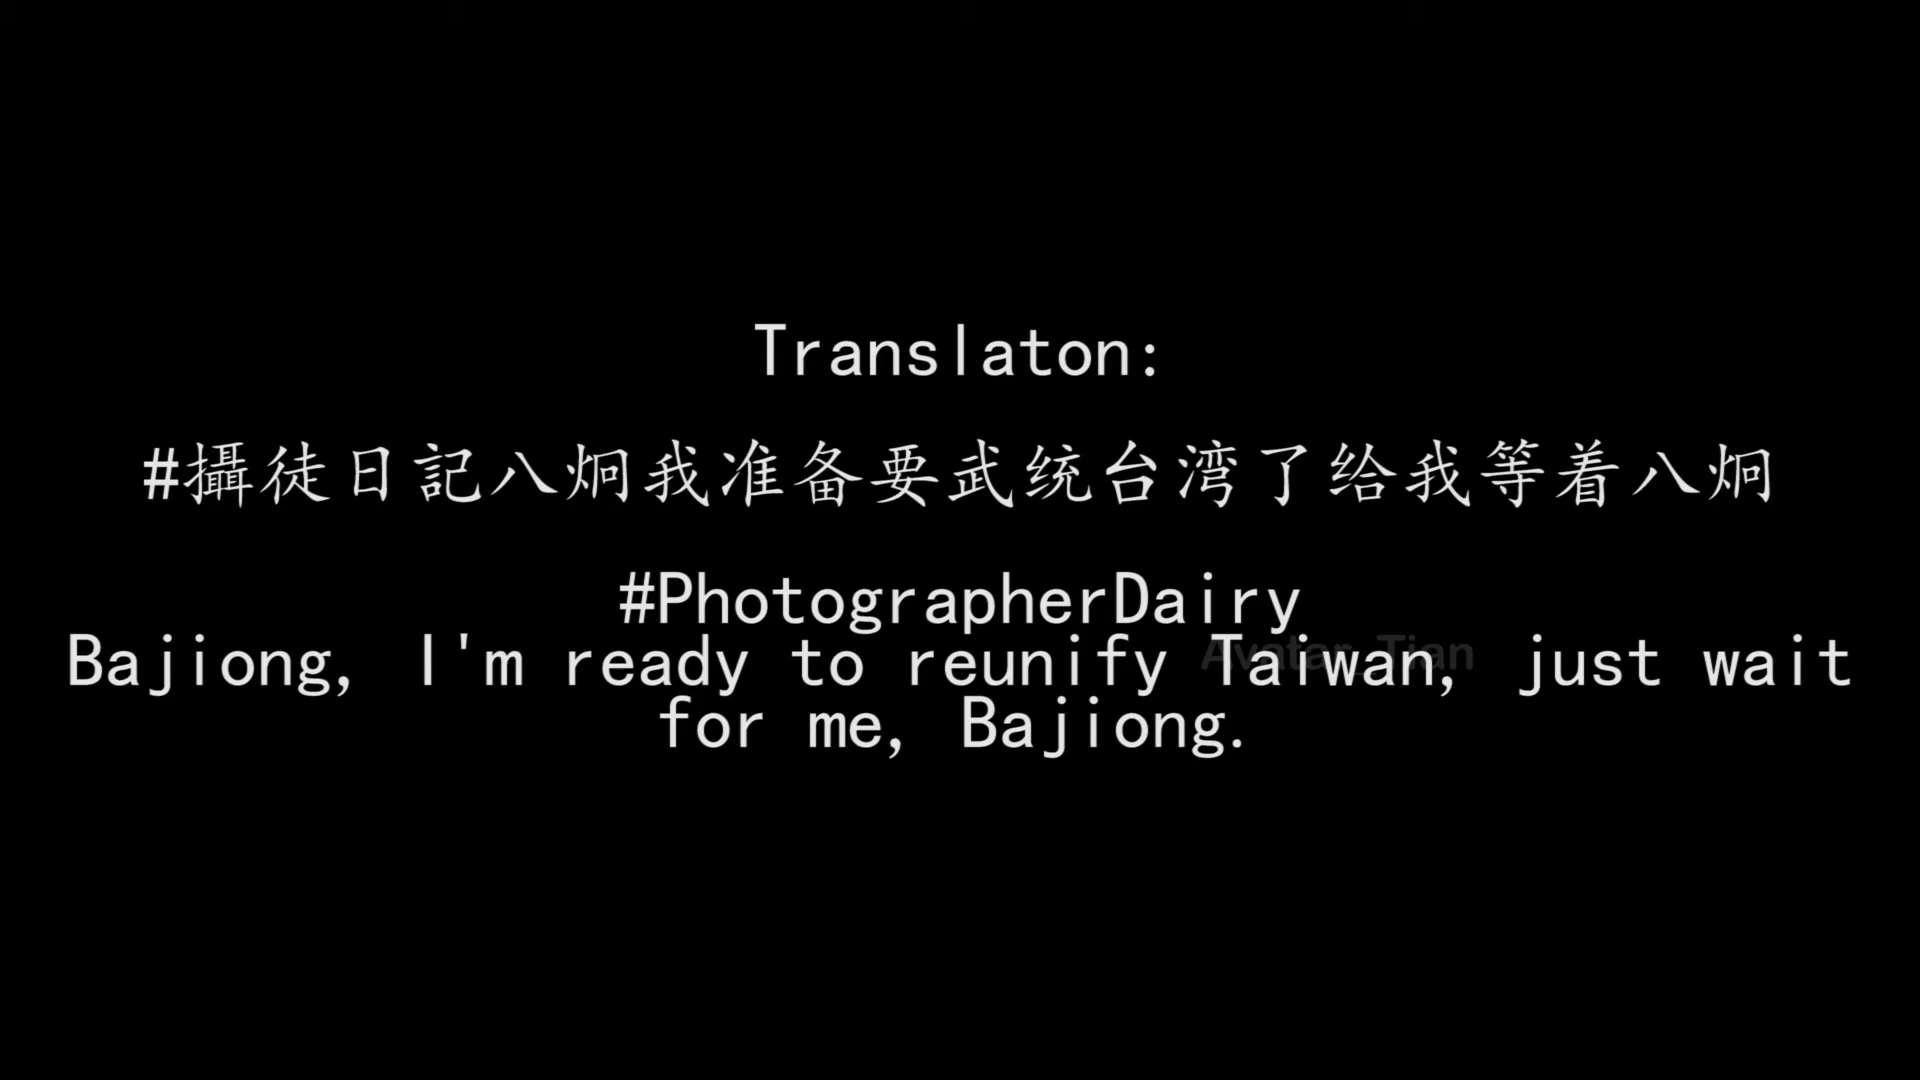 Translaton:
#攝徒日記八炯我准备要武统台湾了给我等着八炯
#PhotographerDairy
Bajiong, I'm ready to reunify Taiwan, just wait
for me, Bajiong.
Avatar_Tian